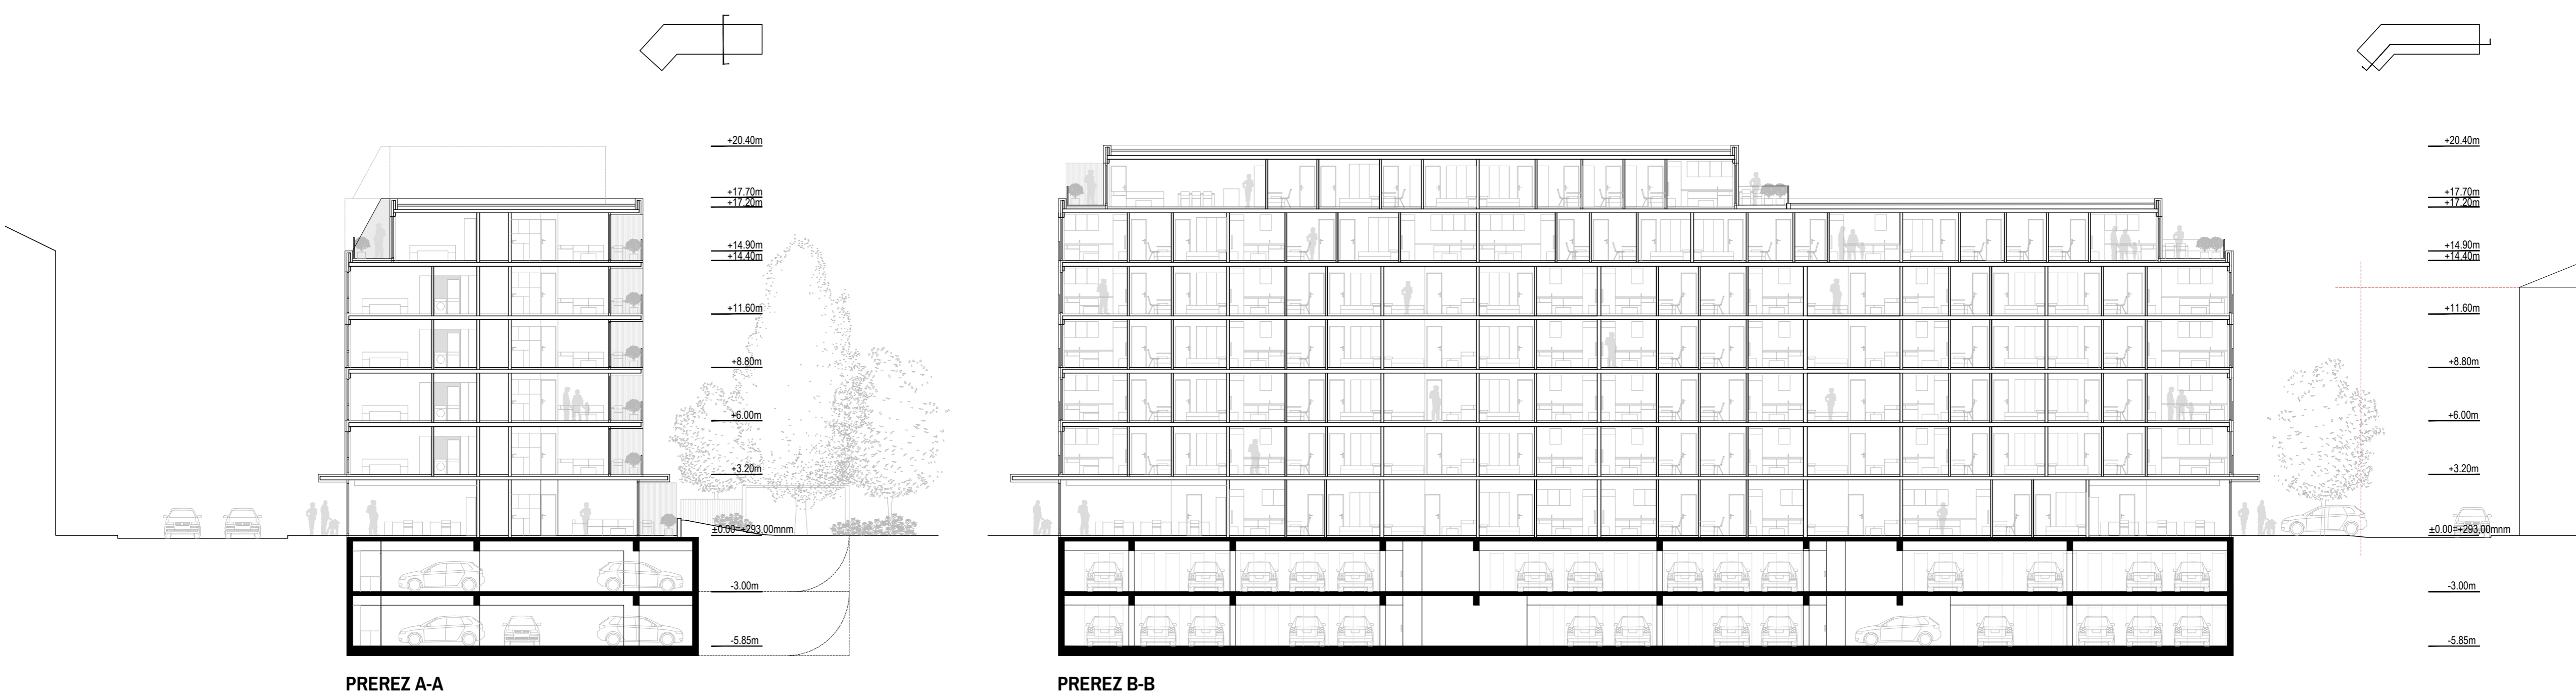 +20.40m
+17.70m
+17.20m
+14.90m
+14.40m
+11.60m
+8.80m
+6.00m
+3.20m
±0.00=+293,00mnm
-3.00m
-5.85m
PREREZ A-A
+20.40m
+17.70m
+17.20m
+14.90m
+14.40m
+11.60m
+8.80m
+6.00m
+3.20m
±0.00=+293,00mnm
-3.00m
-5.85m
PREREZ B-B